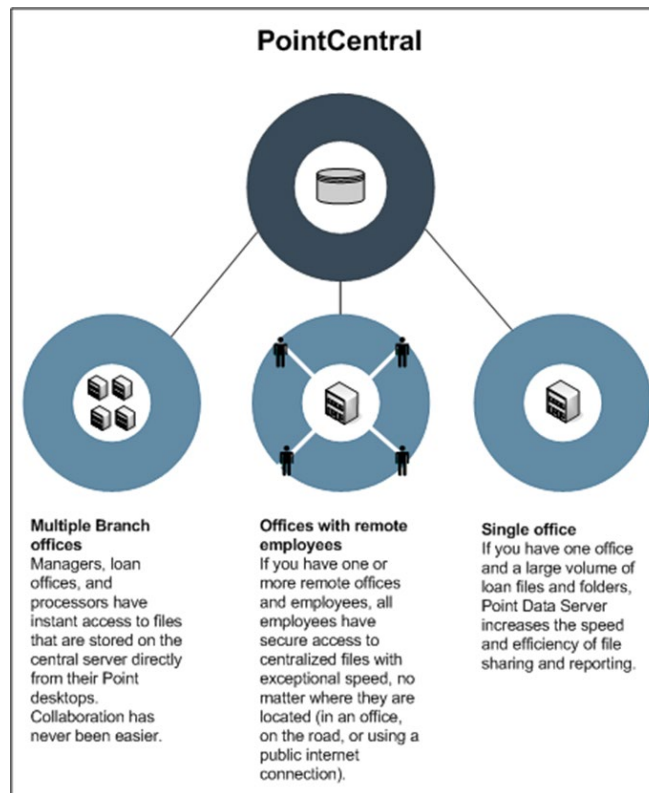 PointCentral
Multiple Branch
offices
Managers, loan
offices, and
processors have
instant access to files
that are stored on the
central server directly
from their Point
desktops.
Collaboration has
never been easier.
Offices with remote
employees
If you have one or
more remote offices
and employees, all
employees have
secure access to
centralized files with
exceptional speed, no
matter where they are
located (in an office,
on the road, or using a
public internet
connection).
Single office
If you have one office
and a large volume of
loan files and folders,
Point Data Server
increases the speed
and efficiency of file
sharing and reporting.